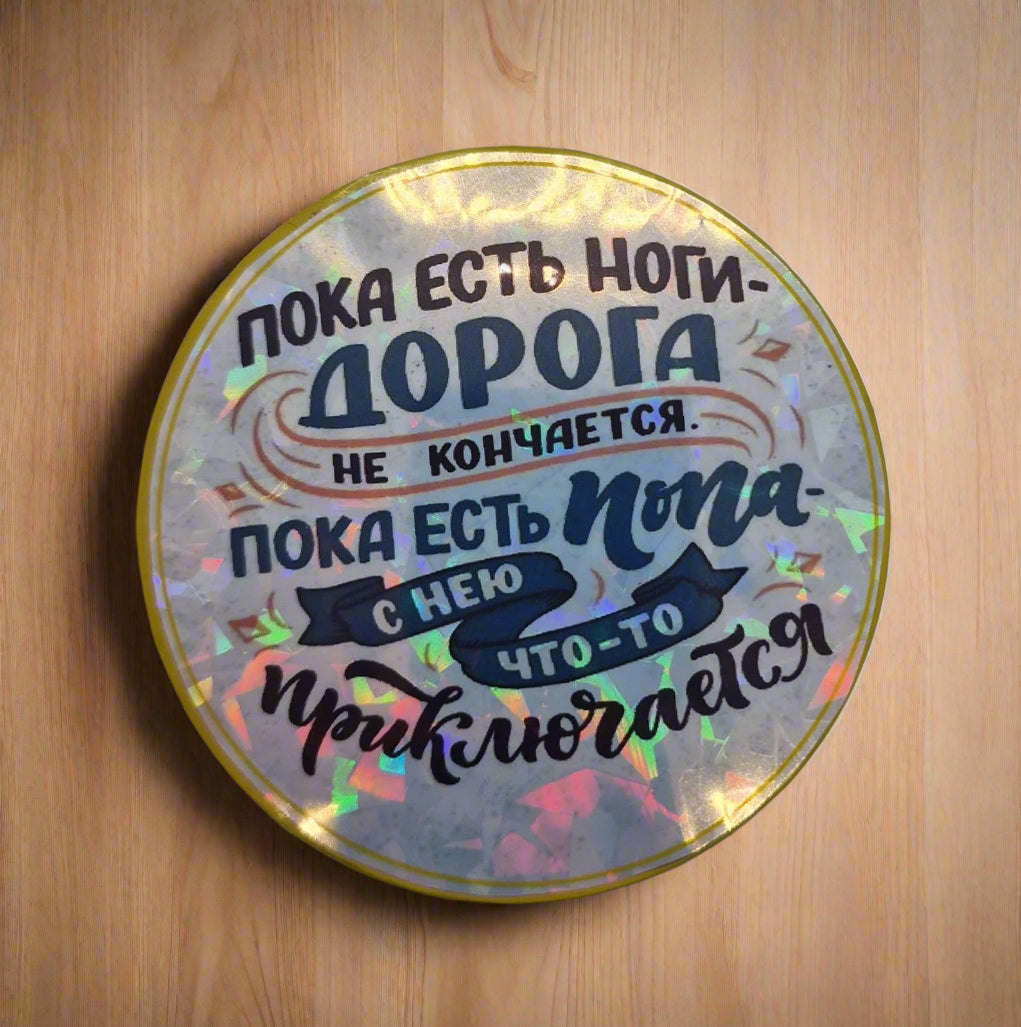 ПОКА ЕСТЬ НОГИ-
ДОРОГА
НЕ КОНЧАЕТСЯ.
ПОКА ЕСТЬ попа-
С НЕЮ
ЧТО-ТО
приключается